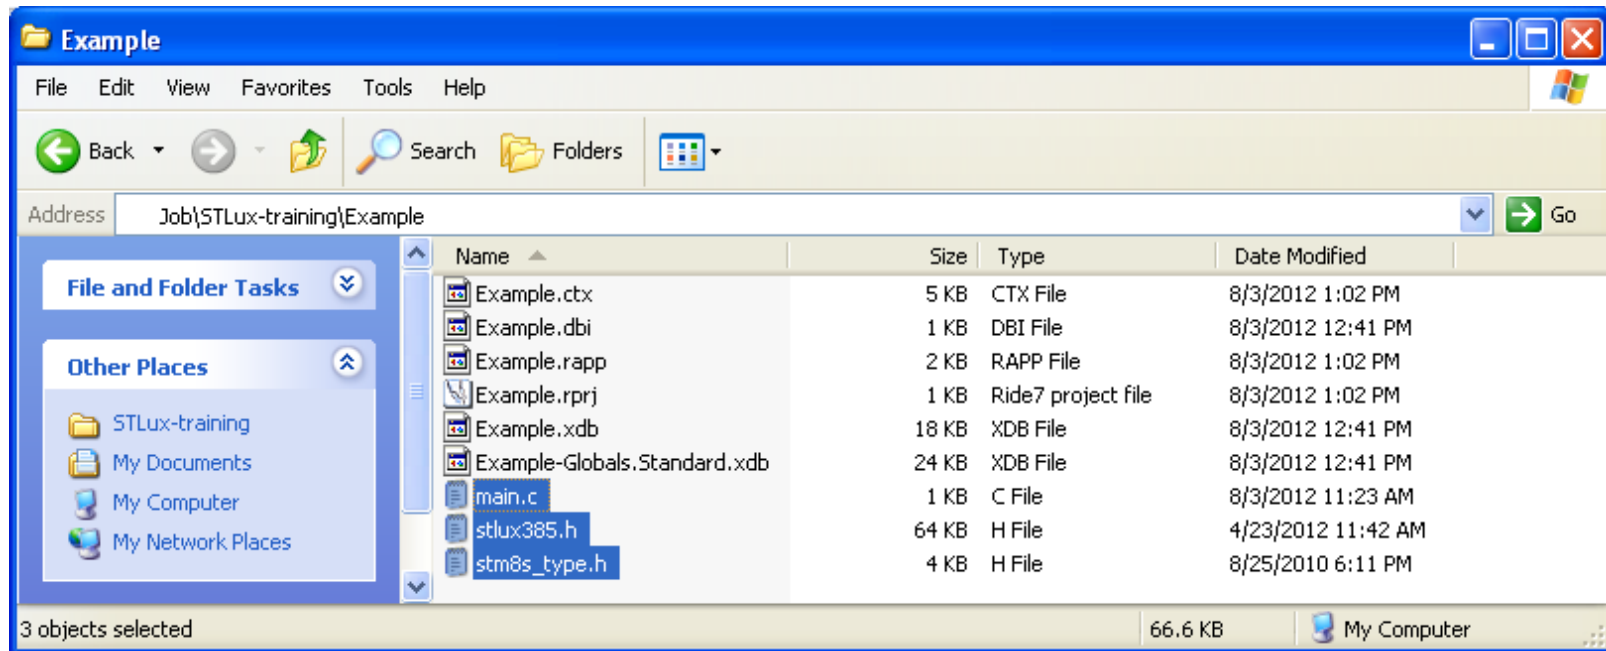 Example
File Edit View Favorites Tools Help
Back Search Folders
Address Job\STLux-training\Example Go
File and Folder Tasks
Other Places
STLux-training
My Documents
My Computer
My Network Places
Name Size Type Date Modified
Example.ctx 5 KB CTX File 8/3/2012 1:02 PM
Example.dbi 1 KB DBI File 8/3/2012 12:41 PM
Example.rapp 2 KB RAPP File 8/3/2012 1:02 PM
Example.rprj 1 KB Ride7 project file 8/3/2012 1:02 PM
Example.xdb 18 KB XDB File 8/3/2012 12:41 PM
Example-Globals.Standard.xdb 24 KB XDB File 8/3/2012 12:41 PM
main.c 1 KB C File 8/3/2012 11:23 AM
stlux385.h 64 KB H File 4/23/2012 11:42 AM
stm8s_type.h 4 KB H File 8/25/2010 6:11 PM
3 objects selected 66.6 KB My Computer